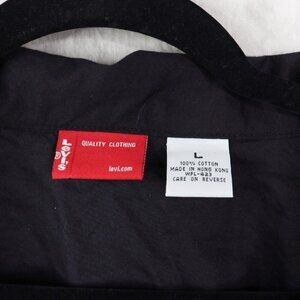 Levi's
QUALITY CLOTHING
levi.com
L
100% COTTON
MADE IN HONG KONG
WPL-423
CARE ON REVERSE